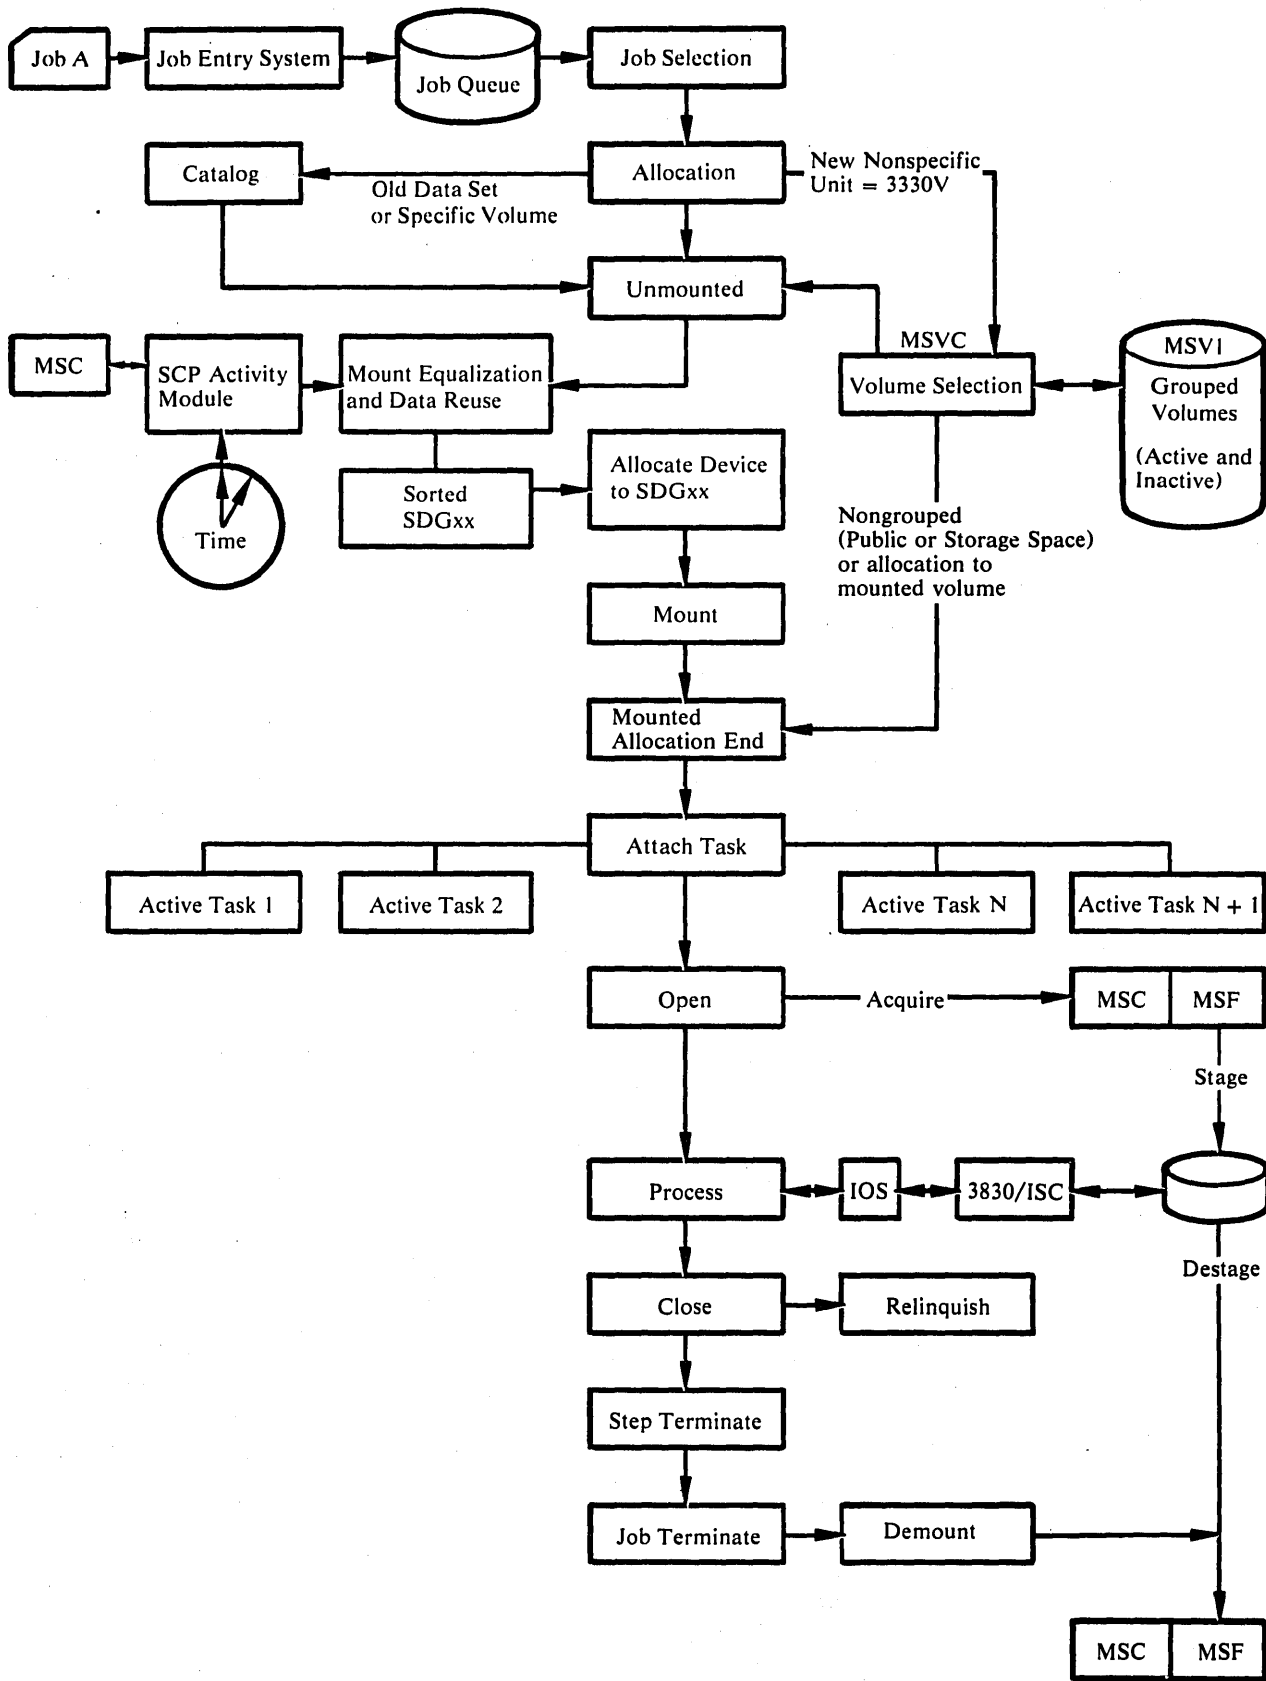 Job A
Job Entry System
Job Queue
Job Selection
Catalog
Old Data Set
or Specific Volume
Allocation
New Nonspecific
Unit = 3330V
Unmounted
MSC
SCP Activity
Module
Mount Equalization
and Data Reuse
MSVC
Volume Selection
MSV1
Grouped
Volumes
(Active and
Inactive)
Time
Sorted
SDGxx
Allocate Device
to SDGxx
Nongrouped
(Public or Storage Space)
or allocation to
mounted volume
Mount
Mounted
Allocation End
Attach Task
Active Task 1
Active Task 2
Active Task N
Active Task N + 1
Open
Acquire
MSC
MSF
Stage
Process
IOS
3830/ISC
Destage
Close
Relinquish
Step Terminate
Job Terminate
Demount
MSC
MSF